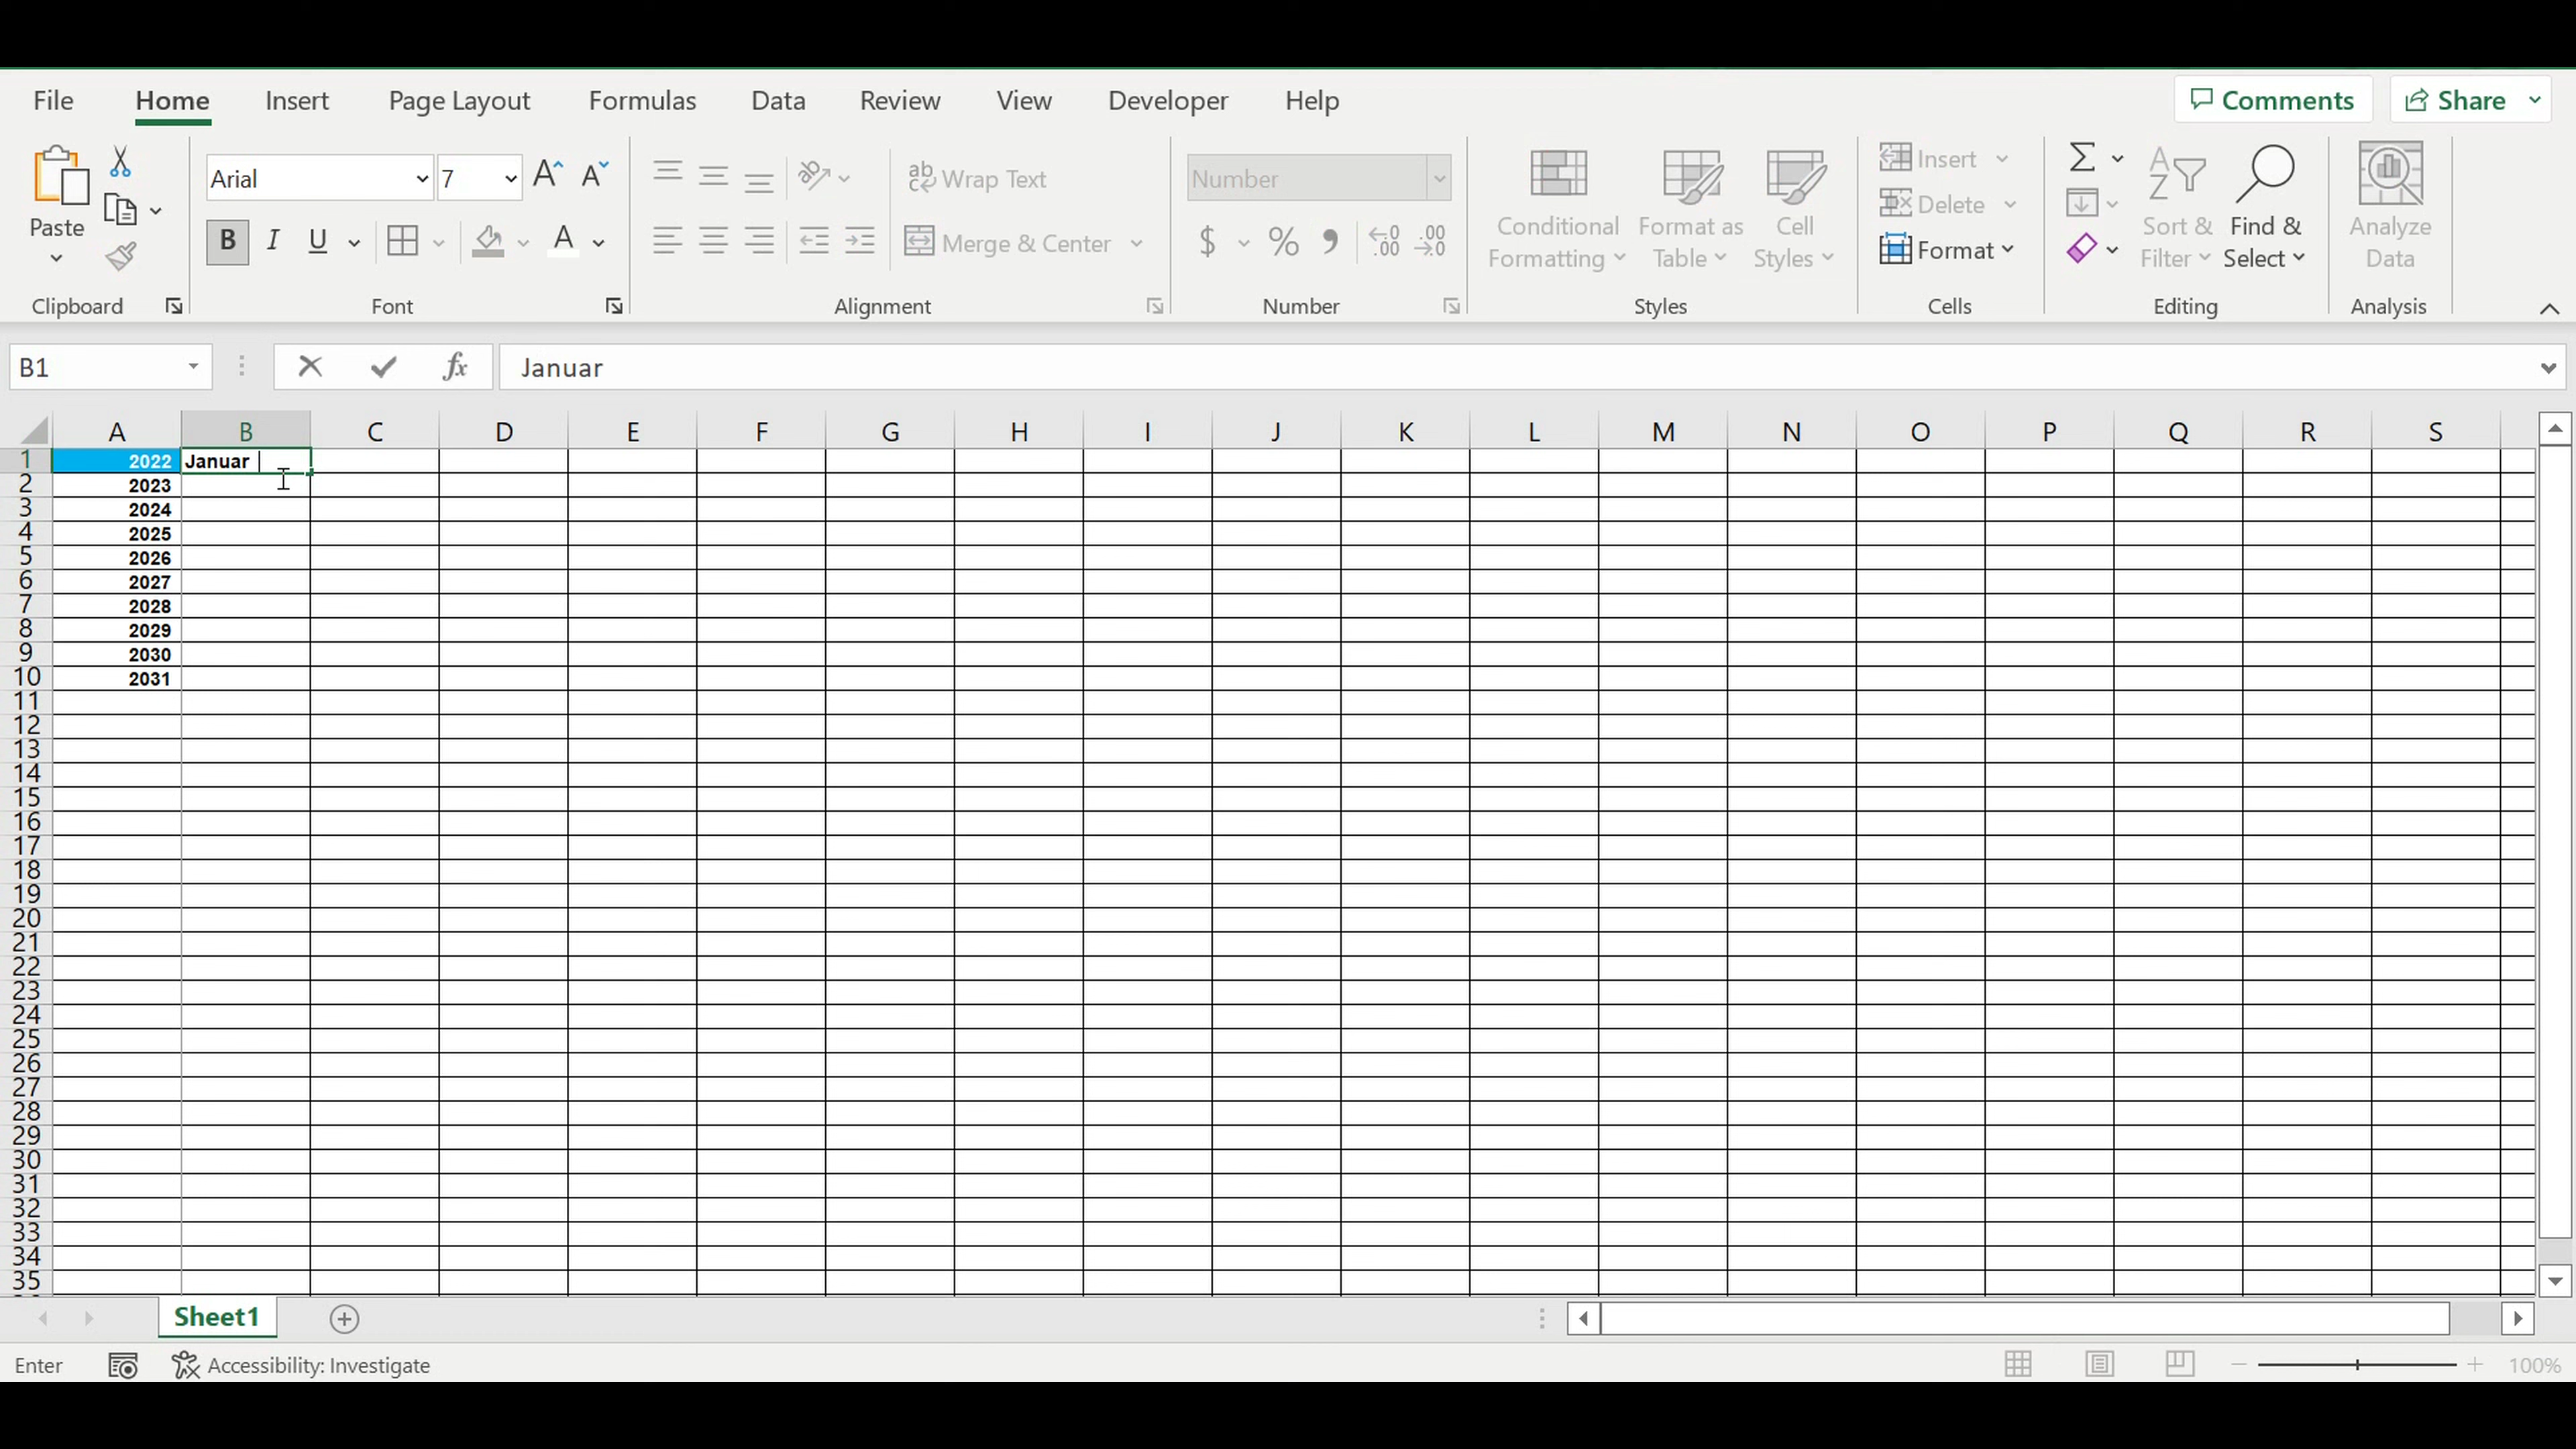 File Home Insert Page Layout Formulas Data Review View Developer Help Comments Share
Paste
Clipboard
Arial 7
B I U A
Font
ab Wrap Text
Merge & Center
Alignment
Number
$ % , .00 .00
Number
Conditional Formatting
Format as Table
Cell Styles
Styles
Insert
Delete
Format
Cells
Σ
Sort & Filter
Find & Select
Editing
Analyze Data
Analysis
B1 fx Januar
A B C D E F G H I J K L M N O P Q R S
1 2022 Januar
2 2023
3 2024
4 2025
5 2026
6 2027
7 2028
8 2029
9 2030
10 2031
11
12
13
14
15
16
17
18
19
20
21
22
23
24
25
26
27
28
29
30
31
32
33
34
35
Sheet1
Enter Accessibility: Investigate 100%